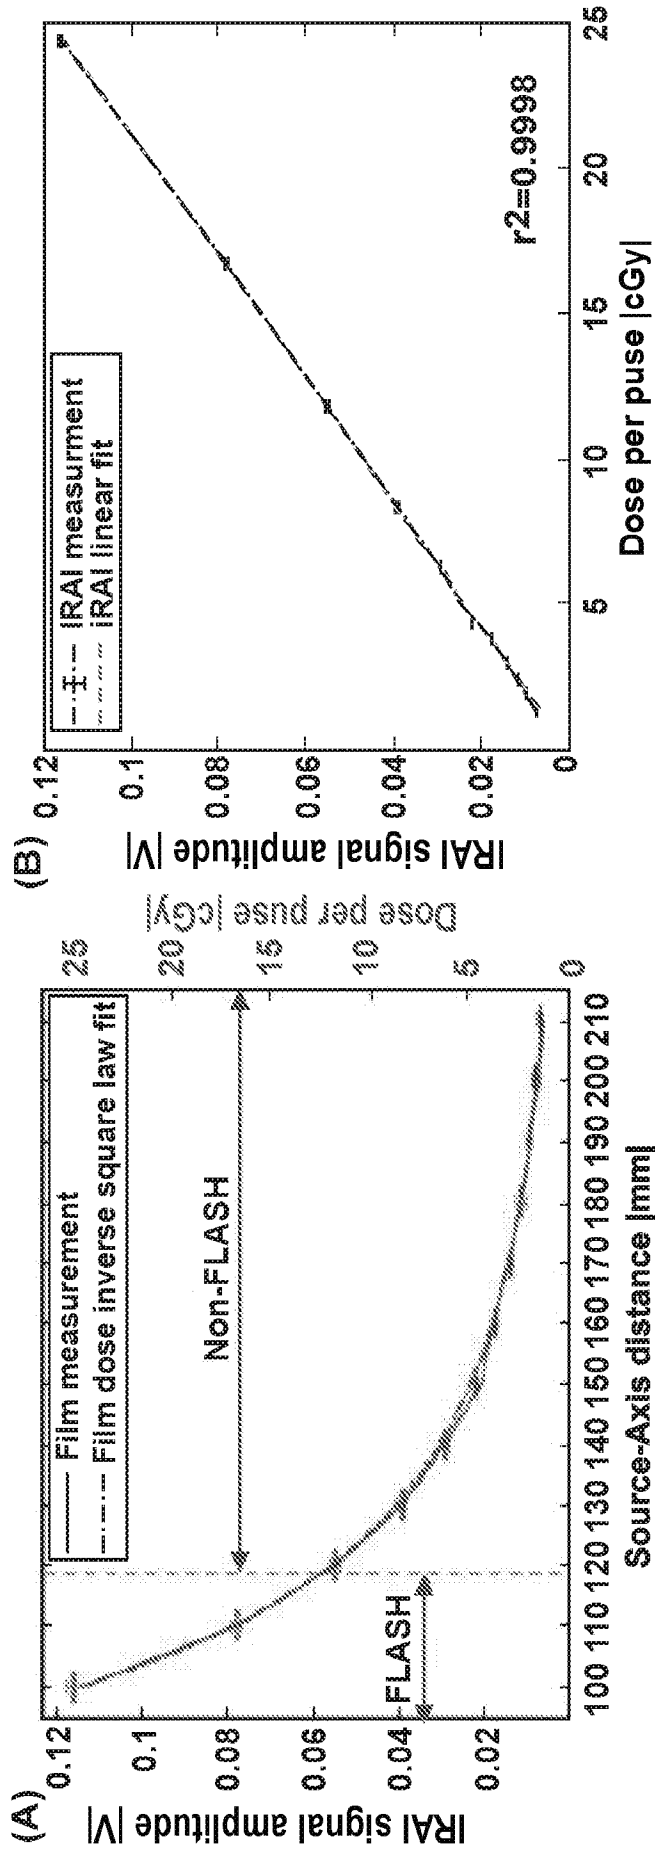 (A)
IRAI signal amplitude |V|
0.12
0.1
0.08
0.06
0.04
0.02
Film measurement
Film dose inverse square law fit
FLASH
Non-FLASH
25
20
15
10
5
0
Dose per puse |cGy|
100 110 120 130 140 150 160 170 180 190 200 210
Source-Axis distance |mm|
(B)
IRAI signal amplitude |V|
0.12
0.1
0.08
0.06
0.04
0.02
0
IRAI measurment
IRAI linear fit
r2=0.9998
5 10 15 20 25
Dose per puse |cGy|